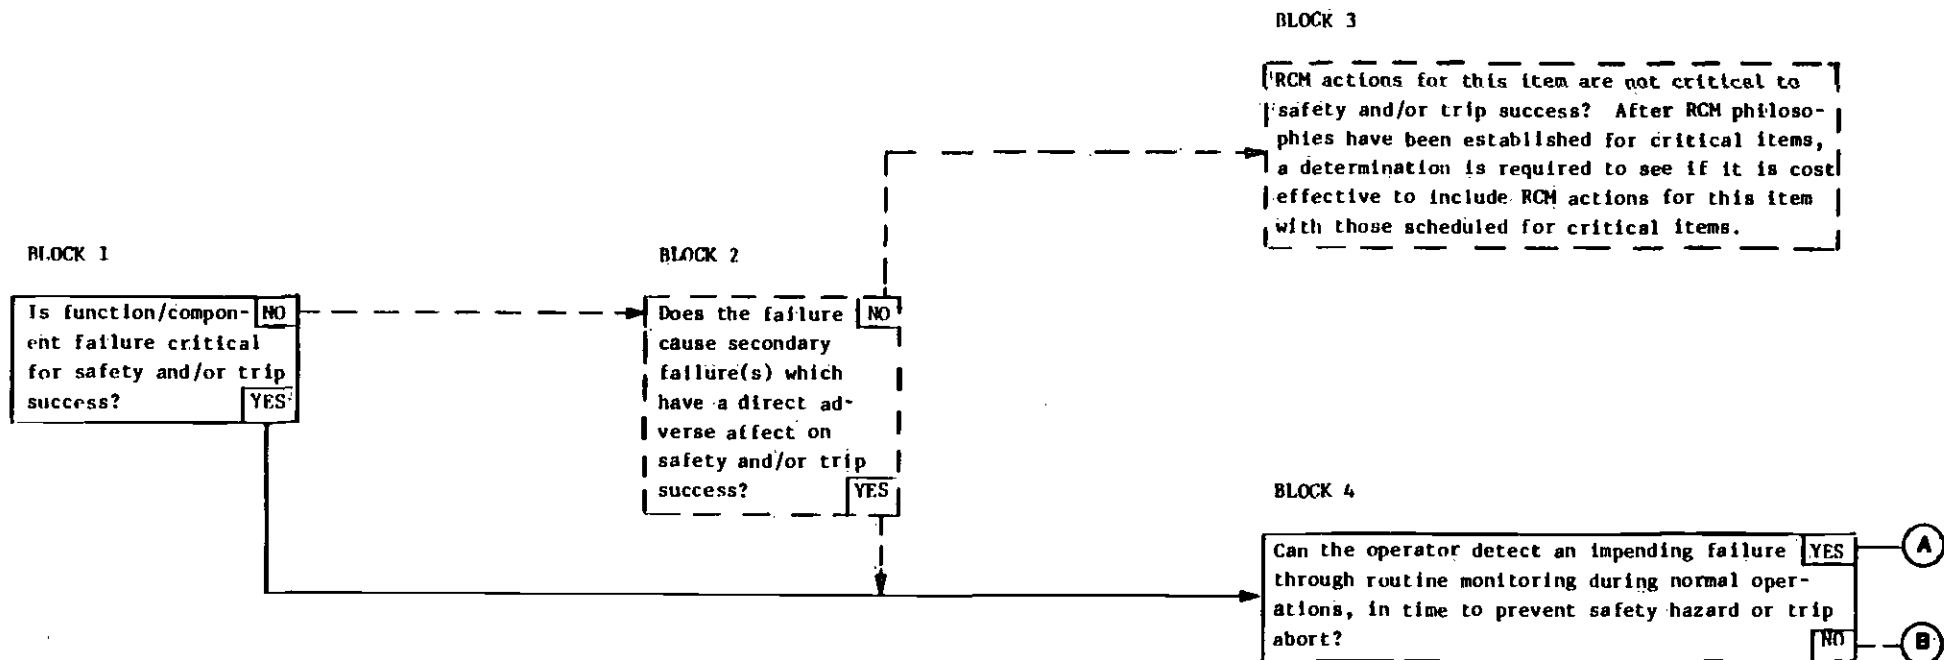 BLOCK 3
RCM actions for this item are not critical to
safety and/or trip success? After RCM philoso-
phies have been established for critical items,
a determination is required to see if it is cost
effective to include RCM actions for this item
with those scheduled for critical items.
BLOCK 1
Is function/compon- NO
ent failure critical
for safety and/or trip
success? YES
BLOCK 2
Does the failure NO
cause secondary
failure(s) which
have a direct ad-
verse affect on
safety and/or trip
success? YES
BLOCK 4
Can the operator detect an impending failure YES
through routine monitoring during normal oper-
ations, in time to prevent safety hazard or trip
abort? NO
A
B